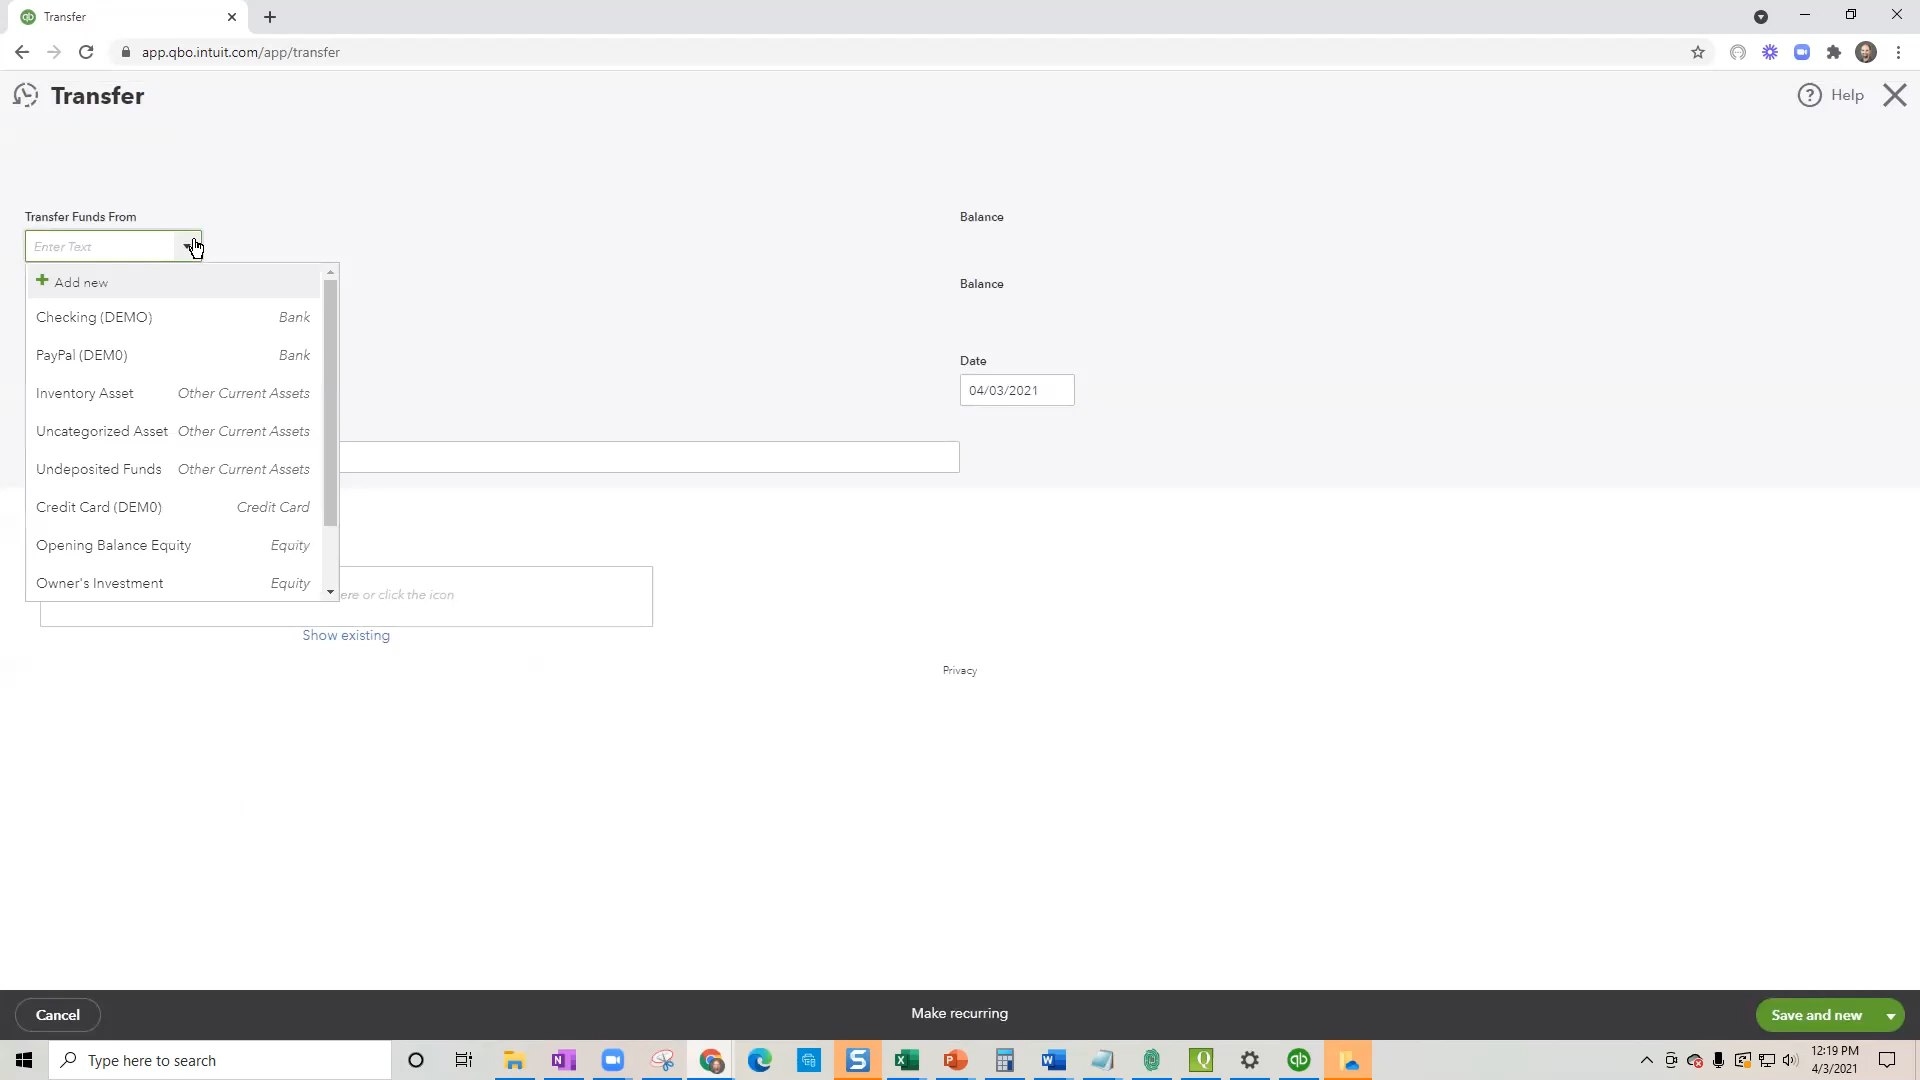 Transfer
app.qbo.intuit.com/app/transfer
Transfer
Help
Transfer Funds From
Balance
Enter Text
Add new
Balance
Checking (DEMO) Bank
PayPal (DEM0) Bank
Date
Inventory Asset Other Current Assets
04/03/2021
Uncategorized Asset Other Current Assets
Undeposited Funds Other Current Assets
Credit Card (DEM0) Credit Card
Opening Balance Equity Equity
Owner's Investment Equity
ere or click the icon
Show existing
Privacy
Cancel
Make recurring
Save and new
Type here to search
12:19 PM
4/3/2021